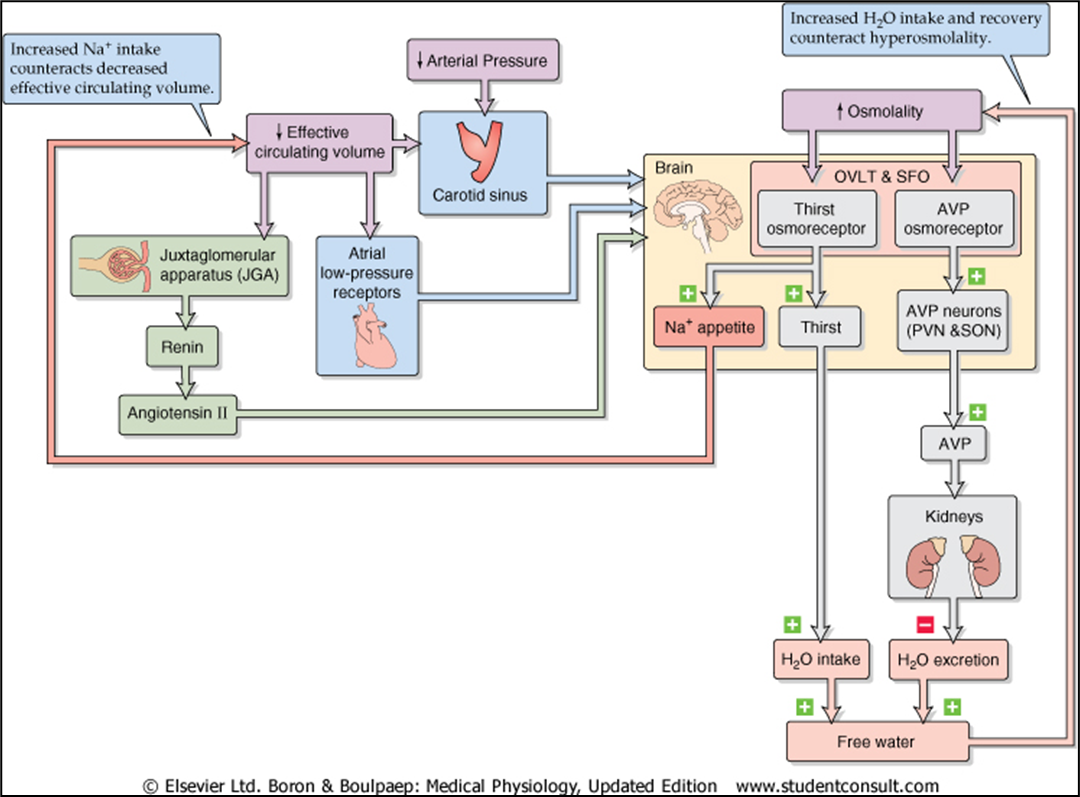 Increased Na⁺ intake
counteracts decreased
effective circulating volume.
↓ Arterial Pressure
Increased H₂O intake and recovery
counteract hyperosmolality.
↓ Effective
circulating volume
Carotid sinus
↑ Osmolality
Brain
OVLT & SFO
Thirst
osmoreceptor
AVP
osmoreceptor
Juxtaglomerular
apparatus (JGA)
Atrial
low-pressure
receptors
+
+
+
Na⁺ appetite
Thirst
AVP neurons
(PVN &SON)
Renin
Angiotensin II
+
AVP
Kidneys
+
−
H₂O intake
H₂O excretion
+
+
Free water
© Elsevier Ltd. Boron & Boulpaep: Medical Physiology, Updated Edition www.studentconsult.com